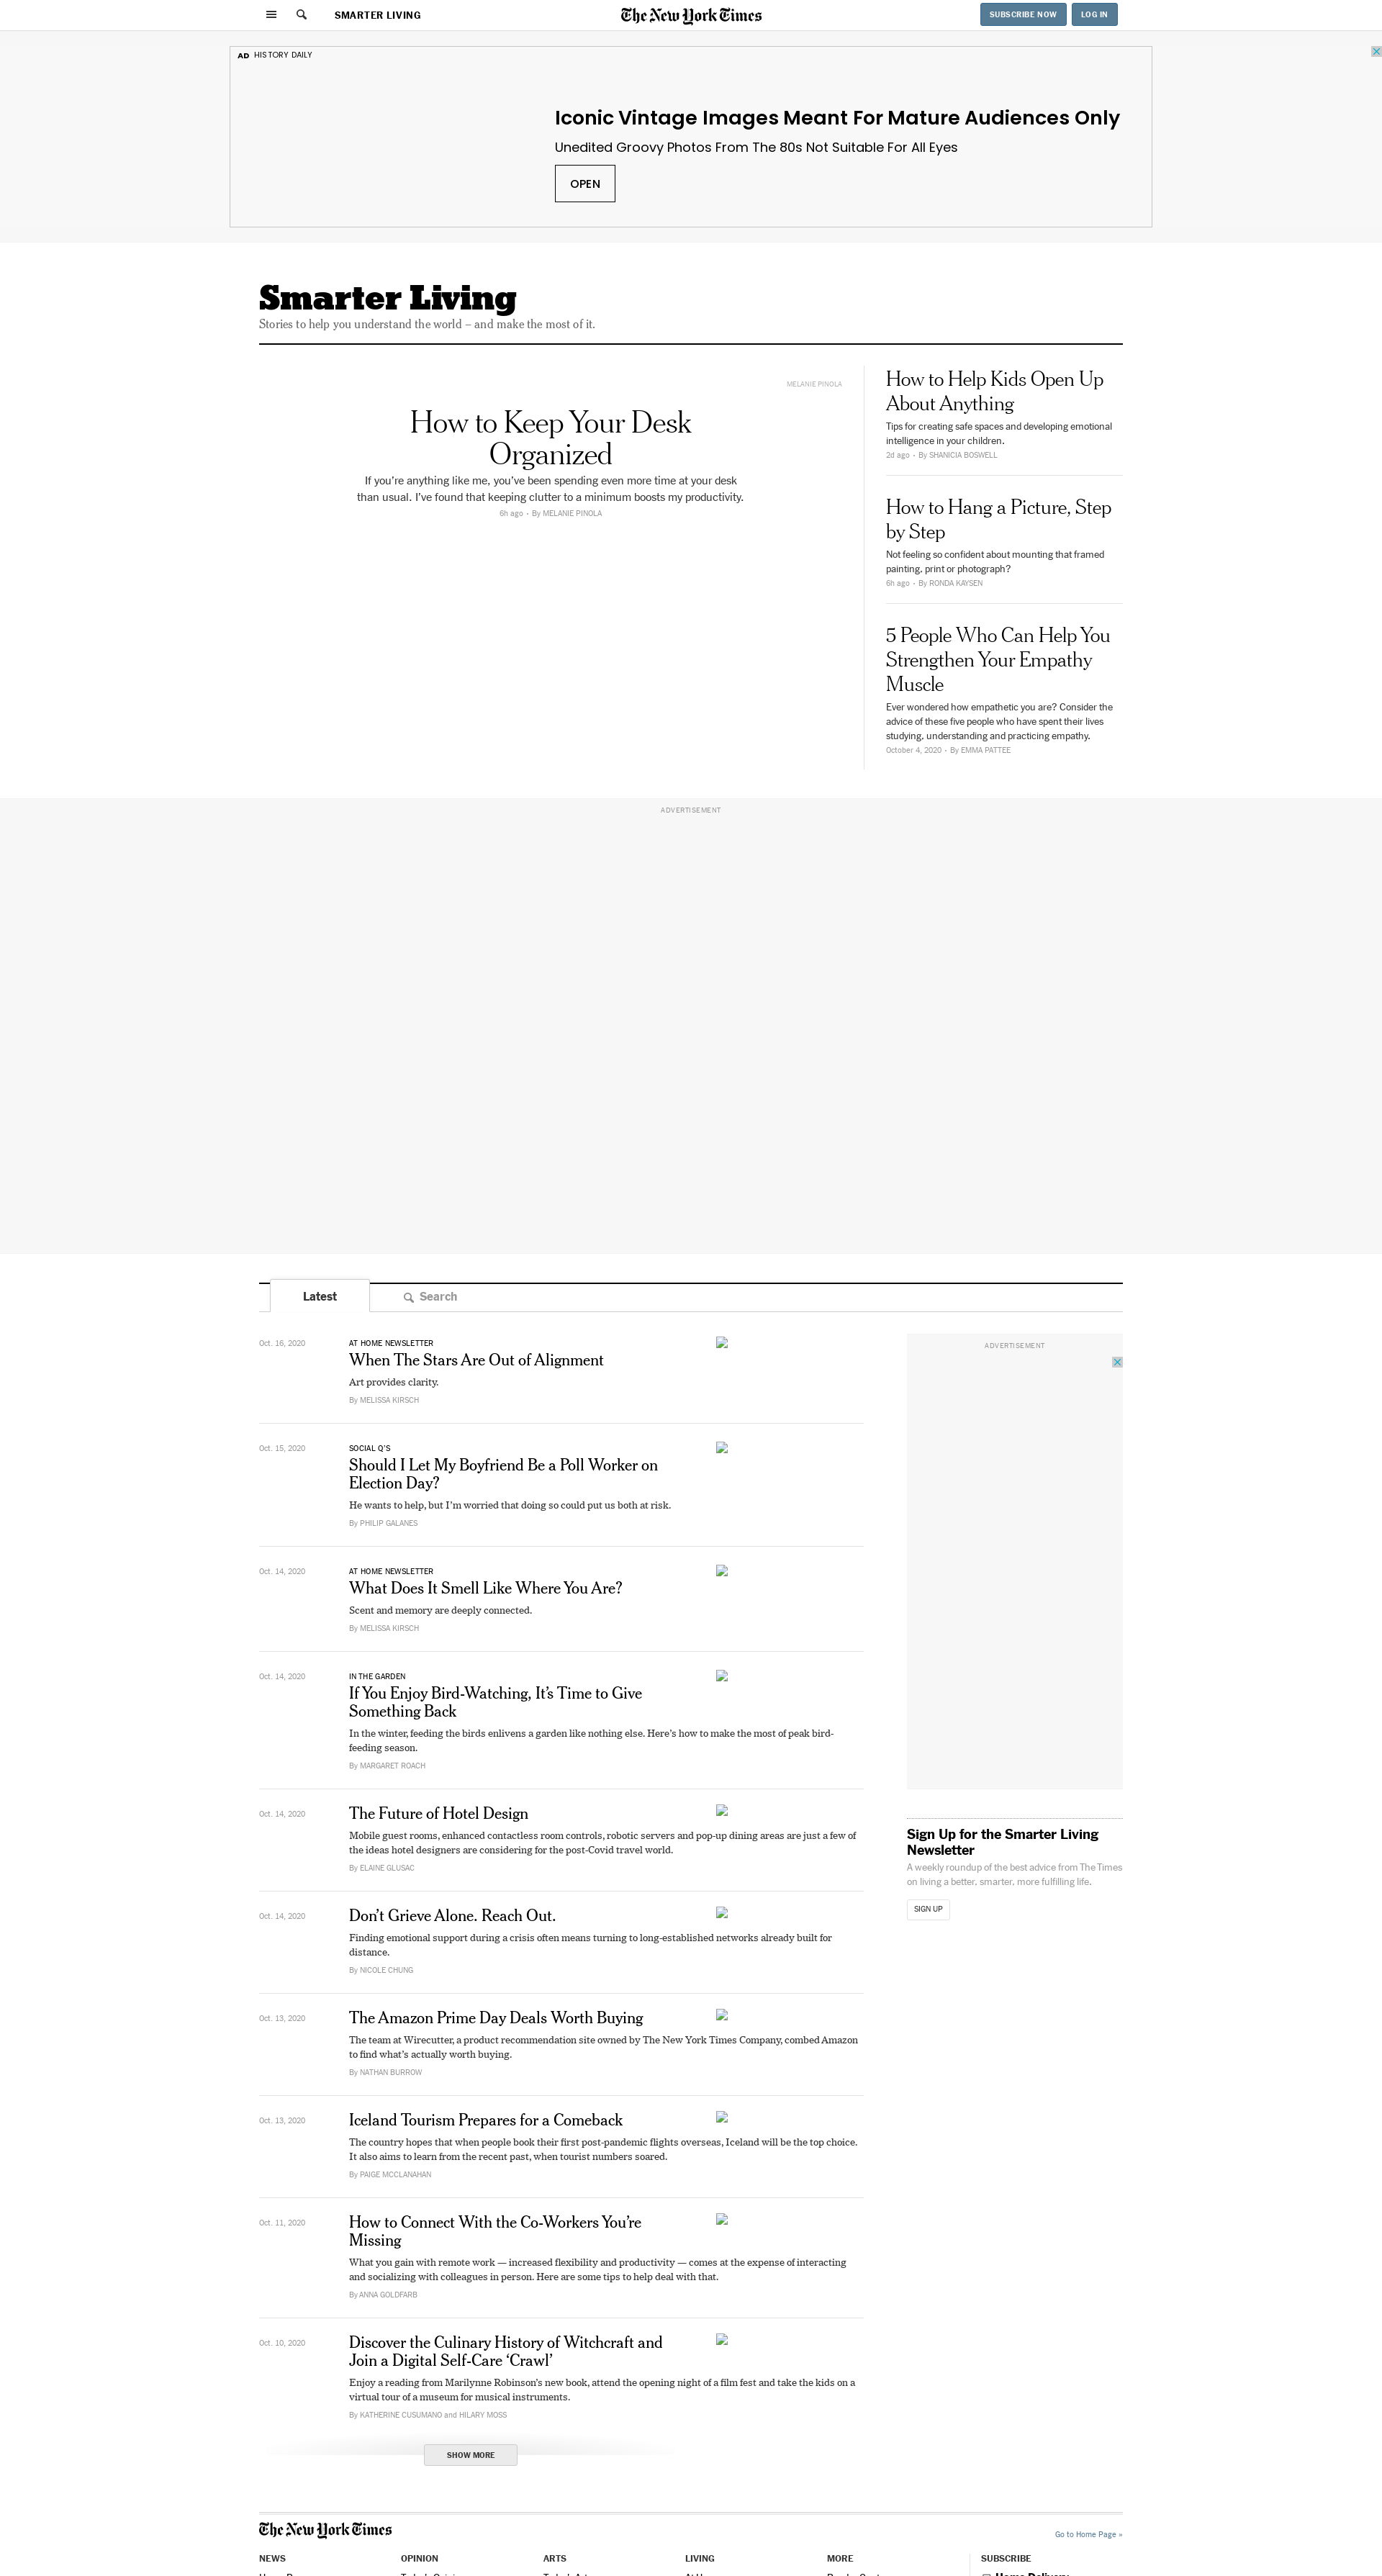 SMARTER LIVING
The New York Times
SUBSCRIBE NOW
LOG IN
AD HISTORY DAILY
Iconic Vintage Images Meant For Mature Audiences Only
Unedited Groovy Photos From The 80s Not Suitable For All Eyes
OPEN
Smarter Living
Stories to help you understand the world – and make the most of it.
MELANIE PINOLA
How to Keep Your Desk
Organized
If you’re anything like me, you’ve been spending even more time at your desk
than usual. I’ve found that keeping clutter to a minimum boosts my productivity.
6h ago • By MELANIE PINOLA
How to Help Kids Open Up
About Anything
Tips for creating safe spaces and developing emotional
intelligence in your children.
2d ago • By SHANICIA BOSWELL
How to Hang a Picture, Step
by Step
Not feeling so confident about mounting that framed
painting, print or photograph?
6h ago • By RONDA KAYSEN
5 People Who Can Help You
Strengthen Your Empathy
Muscle
Ever wondered how empathetic you are? Consider the
advice of these five people who have spent their lives
studying, understanding and practicing empathy.
October 4, 2020 • By EMMA PATTEE
ADVERTISEMENT
Latest
Search
Oct. 16, 2020
AT HOME NEWSLETTER
When The Stars Are Out of Alignment
Art provides clarity.
By MELISSA KIRSCH
Oct. 15, 2020
SOCIAL Q’S
Should I Let My Boyfriend Be a Poll Worker on
Election Day?
He wants to help, but I’m worried that doing so could put us both at risk.
By PHILIP GALANES
Oct. 14, 2020
AT HOME NEWSLETTER
What Does It Smell Like Where You Are?
Scent and memory are deeply connected.
By MELISSA KIRSCH
Oct. 14, 2020
IN THE GARDEN
If You Enjoy Bird-Watching, It’s Time to Give
Something Back
In the winter, feeding the birds enlivens a garden like nothing else. Here’s how to make the most of peak bird-
feeding season.
By MARGARET ROACH
Oct. 14, 2020
The Future of Hotel Design
Mobile guest rooms, enhanced contactless room controls, robotic servers and pop-up dining areas are just a few of
the ideas hotel designers are considering for the post-Covid travel world.
By ELAINE GLUSAC
Oct. 14, 2020
Don’t Grieve Alone. Reach Out.
Finding emotional support during a crisis often means turning to long-established networks already built for
distance.
By NICOLE CHUNG
Oct. 13, 2020
The Amazon Prime Day Deals Worth Buying
The team at Wirecutter, a product recommendation site owned by The New York Times Company, combed Amazon
to find what’s actually worth buying.
By NATHAN BURROW
Oct. 13, 2020
Iceland Tourism Prepares for a Comeback
The country hopes that when people book their first post-pandemic flights overseas, Iceland will be the top choice.
It also aims to learn from the recent past, when tourist numbers soared.
By PAIGE MCCLANAHAN
Oct. 11, 2020
How to Connect With the Co-Workers You’re
Missing
What you gain with remote work — increased flexibility and productivity — comes at the expense of interacting
and socializing with colleagues in person. Here are some tips to help deal with that.
By ANNA GOLDFARB
Oct. 10, 2020
Discover the Culinary History of Witchcraft and
Join a Digital Self-Care ‘Crawl’
Enjoy a reading from Marilynne Robinson’s new book, attend the opening night of a film fest and take the kids on a
virtual tour of a museum for musical instruments.
By KATHERINE CUSUMANO and HILARY MOSS
SHOW MORE
ADVERTISEMENT
Sign Up for the Smarter Living
Newsletter
A weekly roundup of the best advice from The Times
on living a better, smarter, more fulfilling life.
SIGN UP
The New York Times
Go to Home Page »
NEWS
OPINION
ARTS
LIVING
MORE
SUBSCRIBE